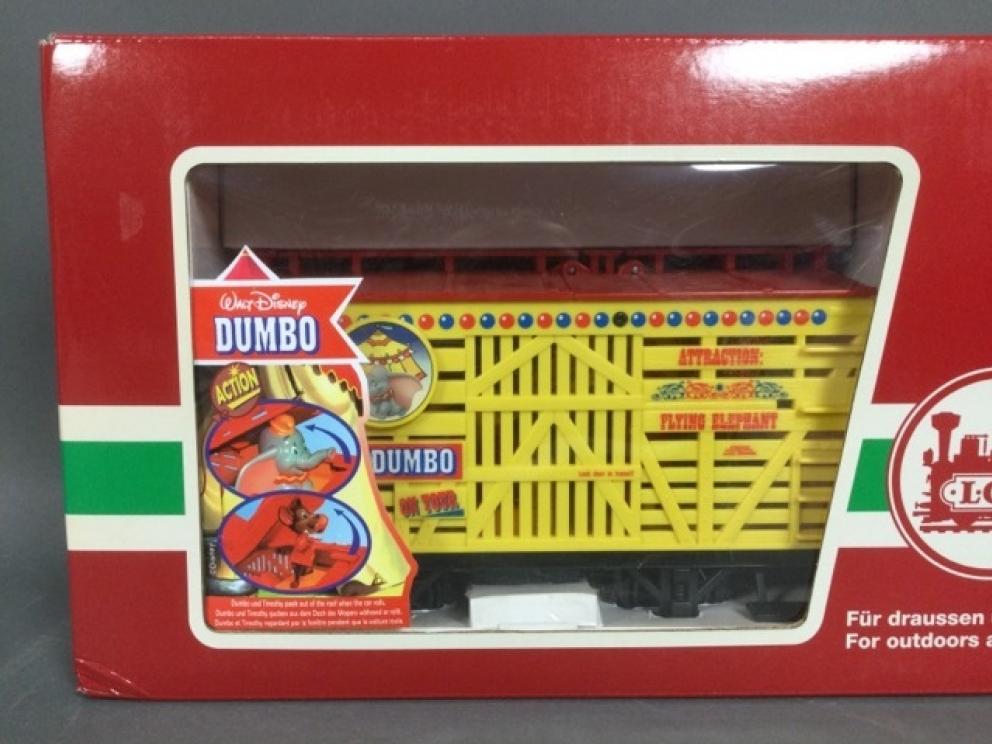 Walt Disney
DUMBO
ACTION
Dumbo und Timothy peek out of the roof when the car rolls.
Dumbo und Timothy gucken aus dem Dach des Wagens während er rollt.
Dumbo et Timothy regardant par la fenêtre pendant que la voiture roule.
DUMBO
ON TOUR
ATTRACTION:
FLYING ELEPHANT
Für draussen
For outdoors a